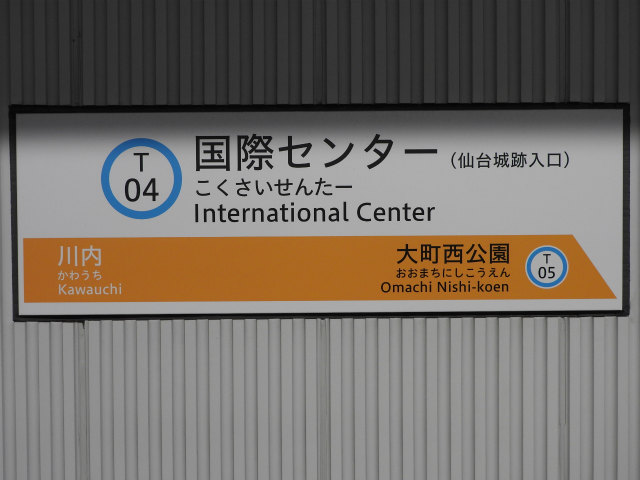 T
04
国際センター（仙台城跡入口）
こくさいせんたー
International Center
川内
かわうち
Kawauchi
大町西公園
おおまちにしこうえん
Omachi Nishi-koen
T
05